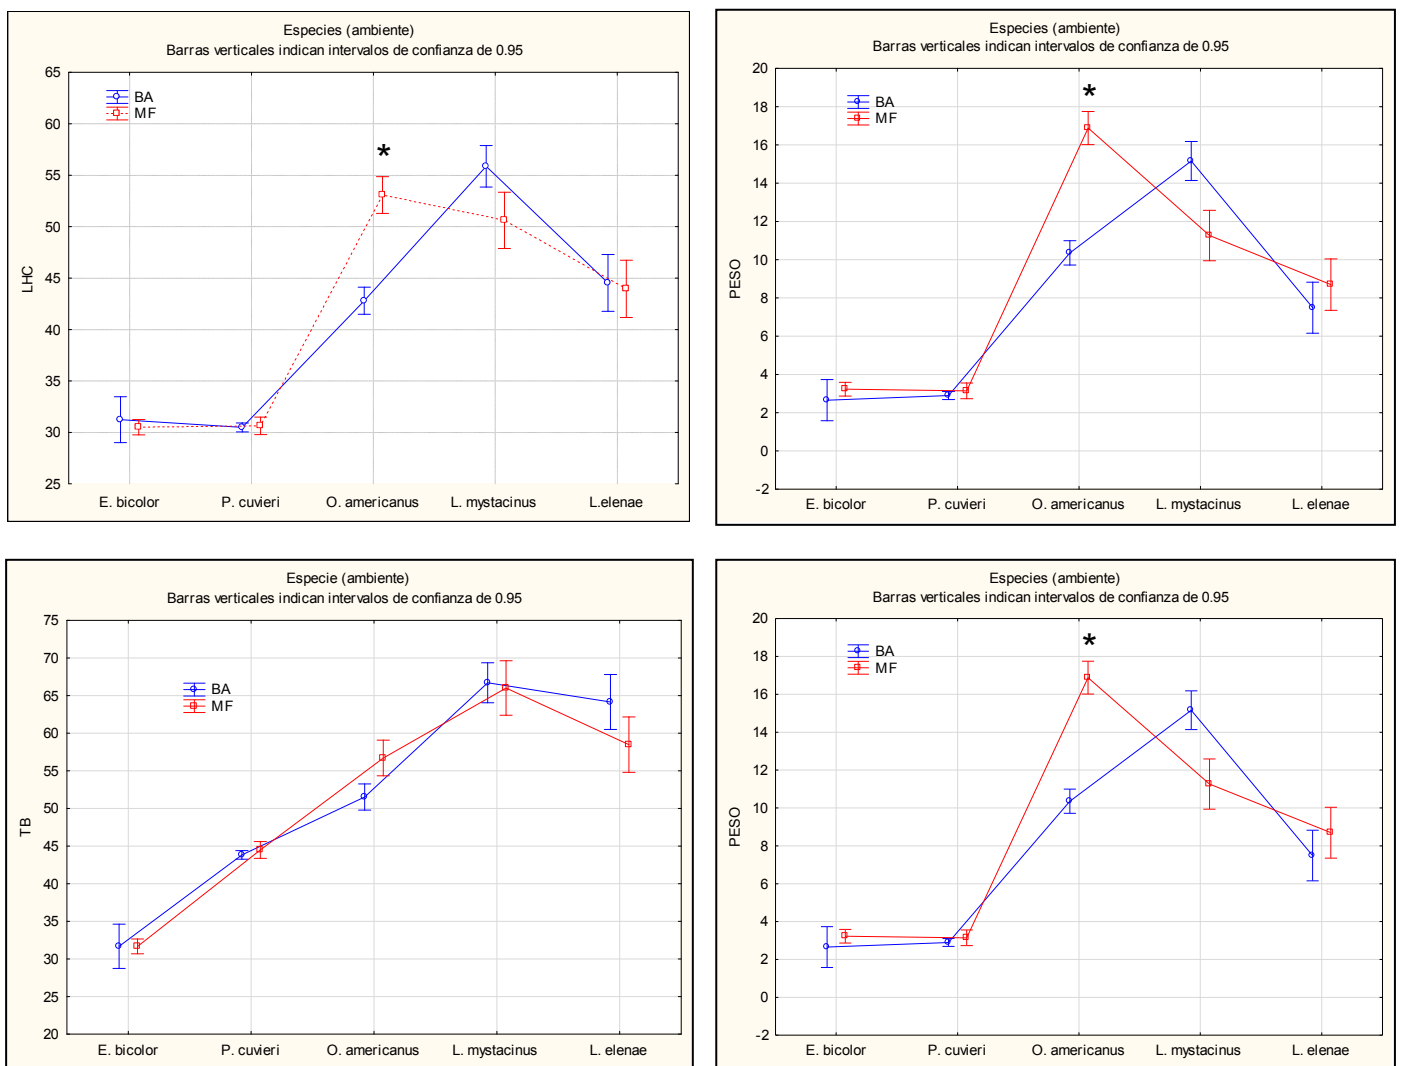 Especies (ambiente)
Barras verticales indican intervalos de confianza de 0.95
65
60
55
50
45
40
35
30
25
LHC
BA
MF
*
E. bicolor
P. cuvieri
O. americanus
L. mystacinus
L.elenae
Especies (ambiente)
Barras verticales indican intervalos de confianza de 0.95
20
18
16
14
12
10
8
6
4
2
0
-2
PESO
BA
MF
*
E. bicolor
P. cuvieri
O. americanus
L. mystacinus
L. elenae
Especie (ambiente)
Barras verticales indican intervalos de confianza de 0.95
75
70
65
60
55
50
45
40
35
30
25
20
TB
BA
MF
E. bicolor
P. cuvieri
O. americanus
L. mystacinus
L. elenae
Especies (ambiente)
Barras verticales indican intervalos de confianza de 0.95
20
18
16
14
12
10
8
6
4
2
0
-2
PESO
BA
MF
*
E. bicolor
P. cuvieri
O. americanus
L. mystacinus
L. elenae